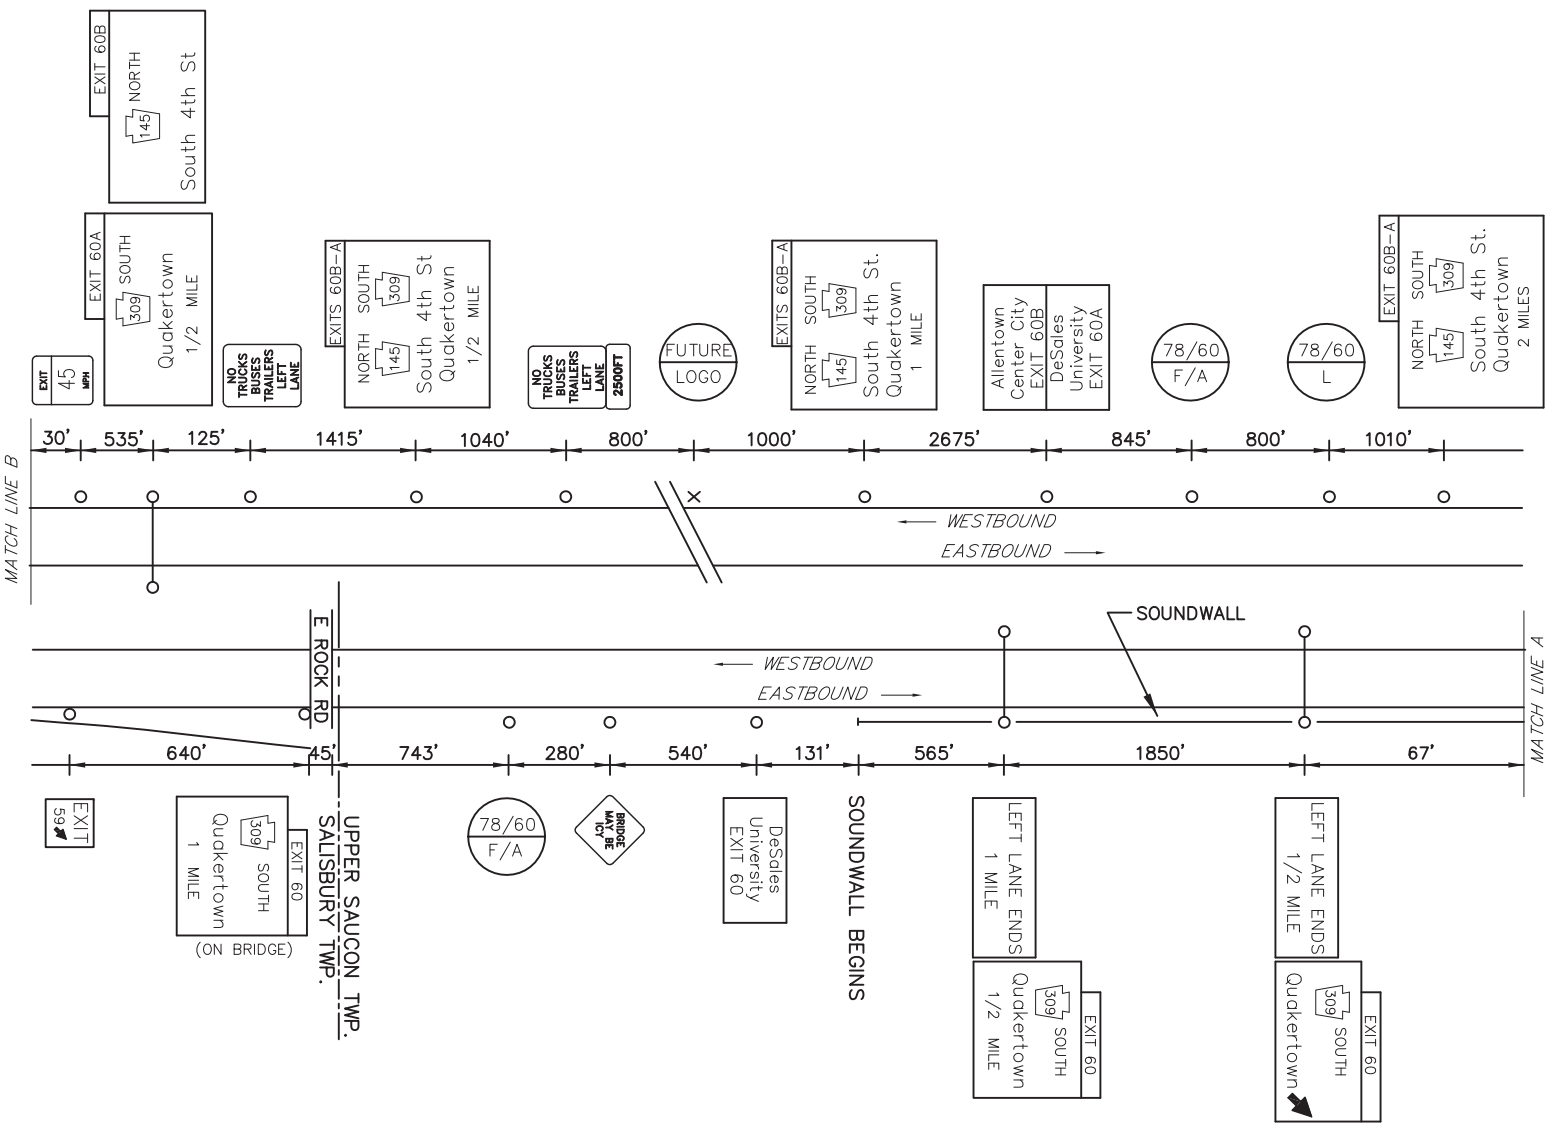 EXIT 60B
NORTH
145
South 4th St
EXIT 60A
SOUTH
309
Quakertown
1/2 MILE
EXIT
45
MPH
NO
TRUCKS
BUSES
TRAILERS
LEFT
LANE
EXITS 60B-A
NORTH SOUTH
145 309
South 4th St
Quakertown
1/2 MILE
NO
TRUCKS
BUSES
TRAILERS
LEFT
LANE
2500FT
FUTURE
LOGO
EXITS 60B-A
NORTH SOUTH
145 309
South 4th St.
Quakertown
1 MILE
Allentown
Center City
EXIT 60B
DeSales
University
EXIT 60A
78/60
F/A
78/60
L
EXIT 60B-A
NORTH SOUTH
145 309
South 4th St.
Quakertown
2 MILES
30' 535' 125' 1415' 1040' 800' 1000' 2675' 845' 800' 1010'
MATCH LINE B
WESTBOUND
EASTBOUND
SOUNDWALL
E ROCK RD
WESTBOUND
EASTBOUND
MATCH LINE A
640' 45' 743' 280' 540' 131' 565' 1850' 67'
EXIT
59
EXIT 60
309 SOUTH
Quakertown
1 MILE
(ON BRIDGE)
UPPER SAUCON TWP.
SALISBURY TWP.
78/60
F/A
BRIDGE
MAY BE
ICY
DeSales
University
EXIT 60
SOUNDWALL BEGINS
LEFT LANE ENDS
1 MILE
EXIT 60
309 SOUTH
Quakertown
1/2 MILE
LEFT LANE ENDS
1/2 MILE
EXIT 60
309 SOUTH
Quakertown